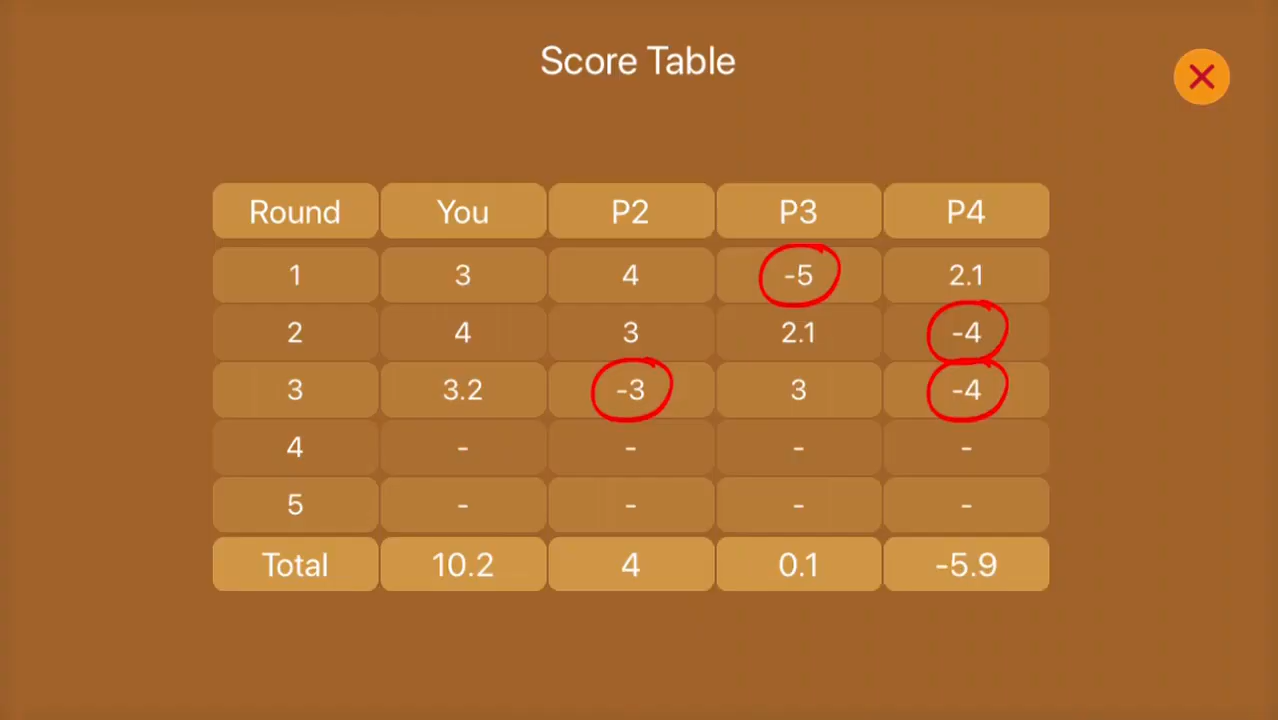 Score Table
Round You P2 P3 P4
1 3 4 -5 2.1
2 4 3 2.1 -4
3 3.2 -3 3 -4
4 - - - -
5 - - - -
Total 10.2 4 0.1 -5.9